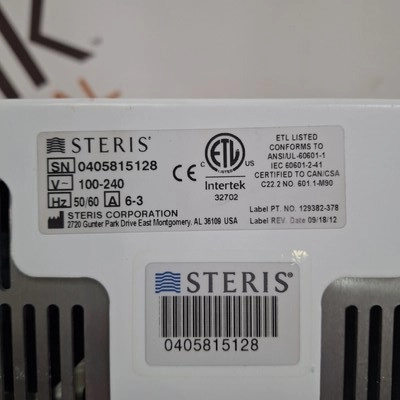 STERIS®
SN 0405815128
V~ 100-240
Hz 50/60 A 6-3
STERIS CORPORATION
2720 Gunter Park Drive East Montgomery, AL 36109 USA
CE
C ETL US
LISTED
Intertek
32702
ETL LISTED
CONFORMS TO
ANSI/UL-60601-1
IEC 60601-2-41
CERTIFIED TO CAN/CSA
C22.2 NO. 601.1-M90
Label PT. NO. 129382-378
Label REV. Date 09/18/12
STERIS®
0405815128